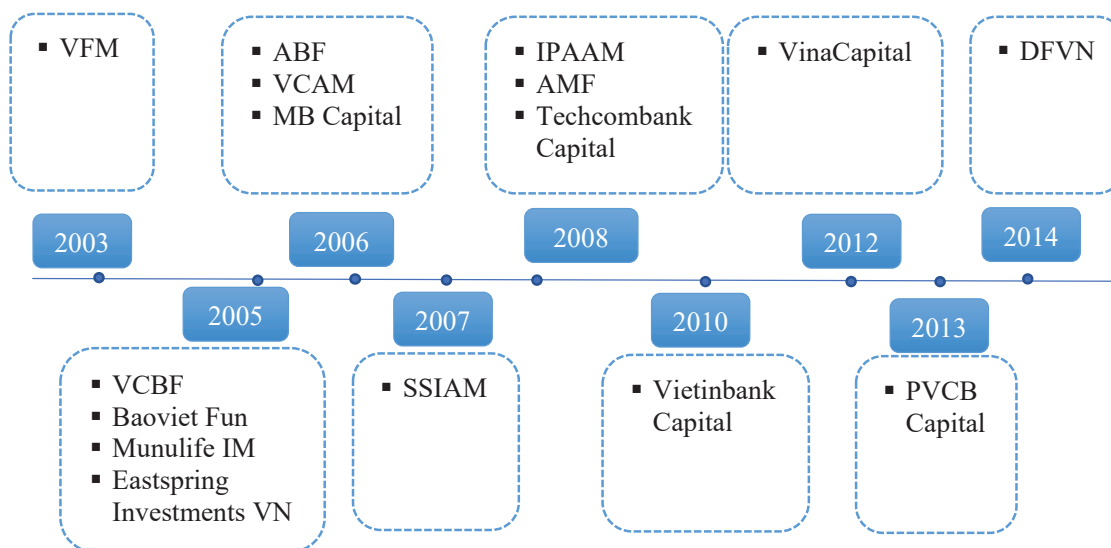 ▪ VFM
▪ ABF
▪ VCAM
▪ MB Capital
▪ IPAAM
▪ AMF
▪ Techcombank
Capital
▪ VinaCapital
▪ DFVN
2003
2006
2008
2012
2014
2005
2007
2010
2013
▪ VCBF
▪ Baoviet Fun
▪ Munulife IM
▪ Eastspring
Investments VN
▪ SSIAM
▪ Vietinbank
Capital
▪ PVCB
Capital